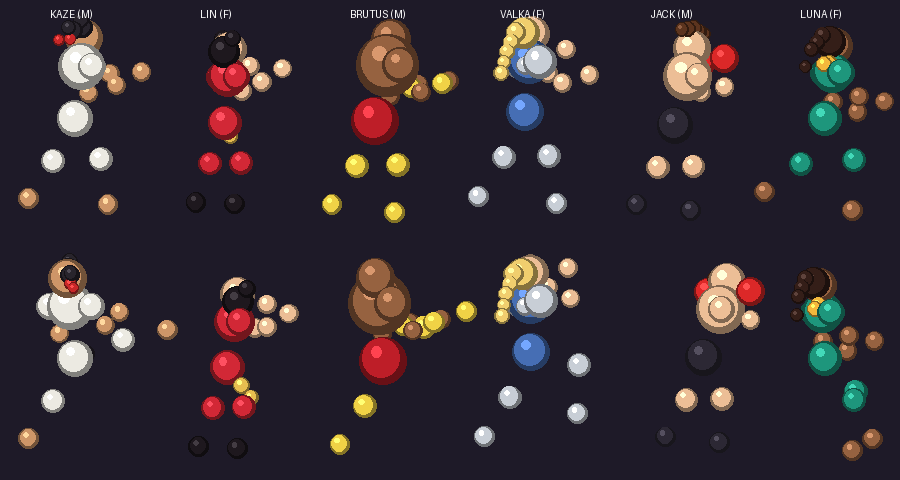 KAZE (M)
LIN (F)
BRUTUS (M)
VALKA (F)
JACK (M)
LUNA (F)